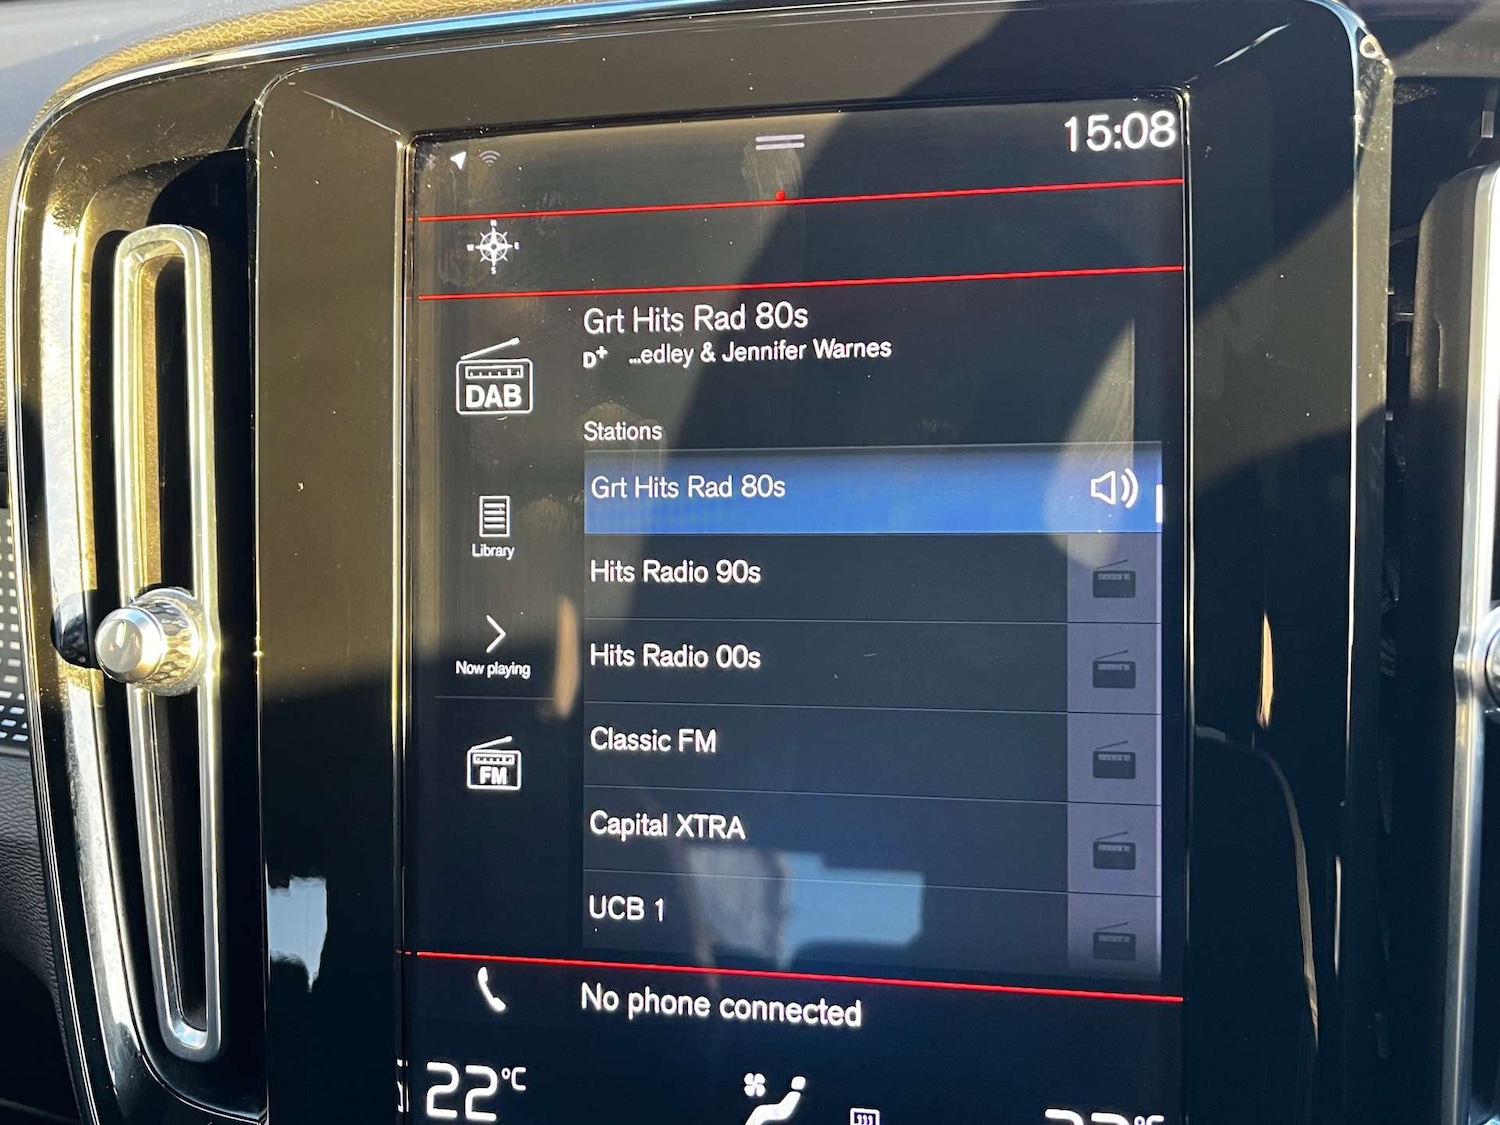 15:08
N
W E
S
Grt Hits Rad 80s
D+ ...edley & Jennifer Warnes
DAB
Stations
Grt Hits Rad 80s
Library
Hits Radio 90s
Now playing
Hits Radio 00s
FM
Classic FM
Capital XTRA
UCB 1
No phone connected
22°C